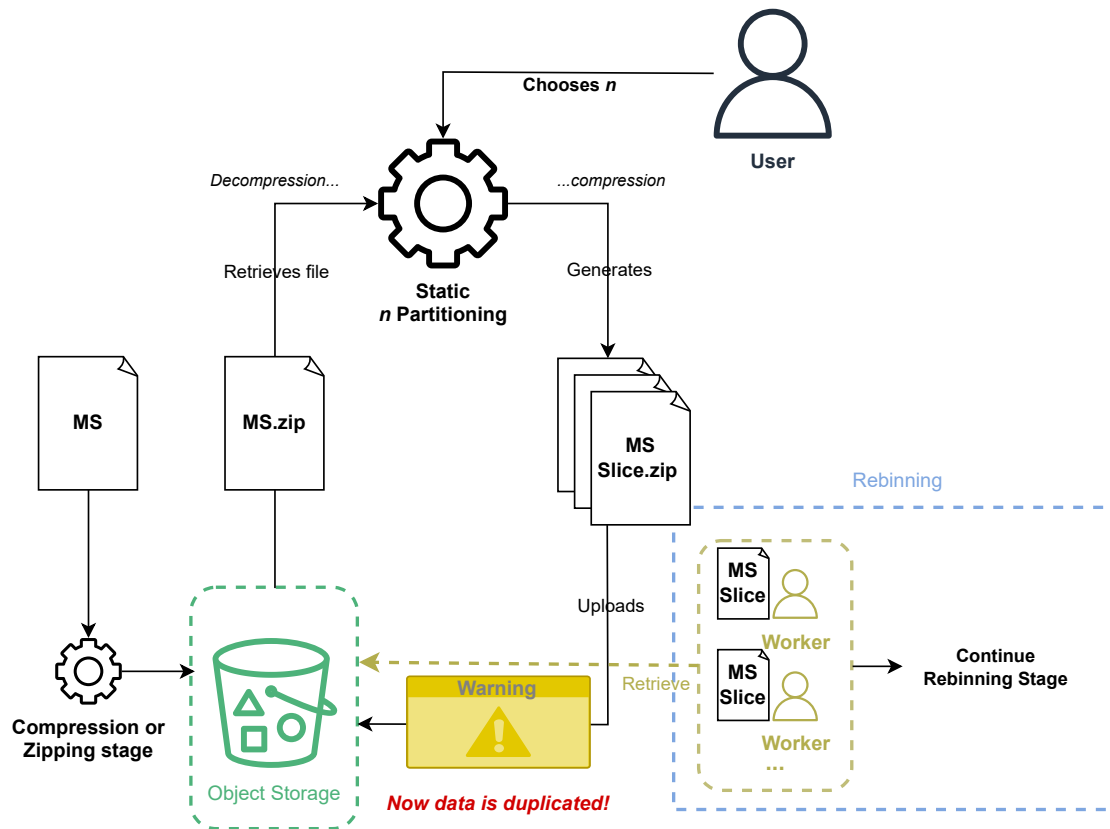 Chooses n
User
Decompression...
...compression
Retrieves file
Generates
Static
n Partitioning
MS
MS.zip
MS
Slice.zip
Rebinning
MS
Slice
Worker
Uploads
MS
Slice
Worker
...
Retrieve
Continue
Rebinning Stage
Warning
Compression or
Zipping stage
Object Storage
Now data is duplicated!